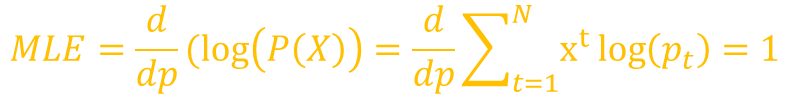 MLE = d/dp (log(P(X)) = d/dp ∑_{t=1}^{N} x^t log(p_t) = 1